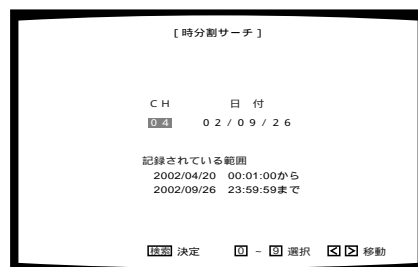 [時分割サーチ]
CH 日 付
04 02/09/26
記録されている範囲
2002/04/20 00:01:00から
2002/09/26 23:59:59まで
検索 決定 0 ~ 9 選択 < > 移動